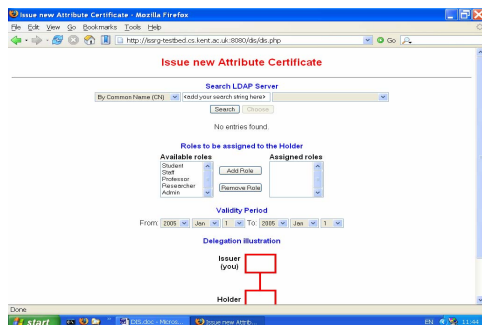 Issue new Attribute Certificate - Mozilla Firefox
File Edit View Go Bookmarks Tools Help
http://issrg-testbed.cs.kent.ac.uk:8080/dis/dis.php Go
Issue new Attribute Certificate
Search LDAP Server
By Common Name (CN) <add your search string here>
Search Choose
No entries found.
Roles to be assigned to the Holder
Available roles Assigned roles
Student
Staff
Professor
Researcher
Admin
Add Role
Remove Role
Validity Period
From: 2005 Jan 1 To: 2005 Jan 1
Delegation illustration
Issuer
(you)
Holder
Done
start DIS.doc - Micros... Issue new Attrib... EN 11:44